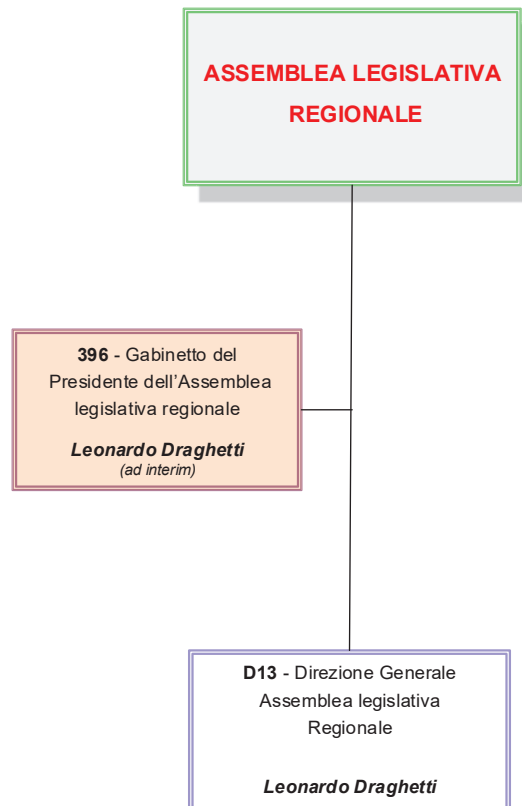 ASSEMBLEA LEGISLATIVA
REGIONALE
396 - Gabinetto del
Presidente dell'Assemblea
legislativa regionale
Leonardo Draghetti
(ad interim)
D13 - Direzione Generale
Assemblea legislativa
Regionale
Leonardo Draghetti